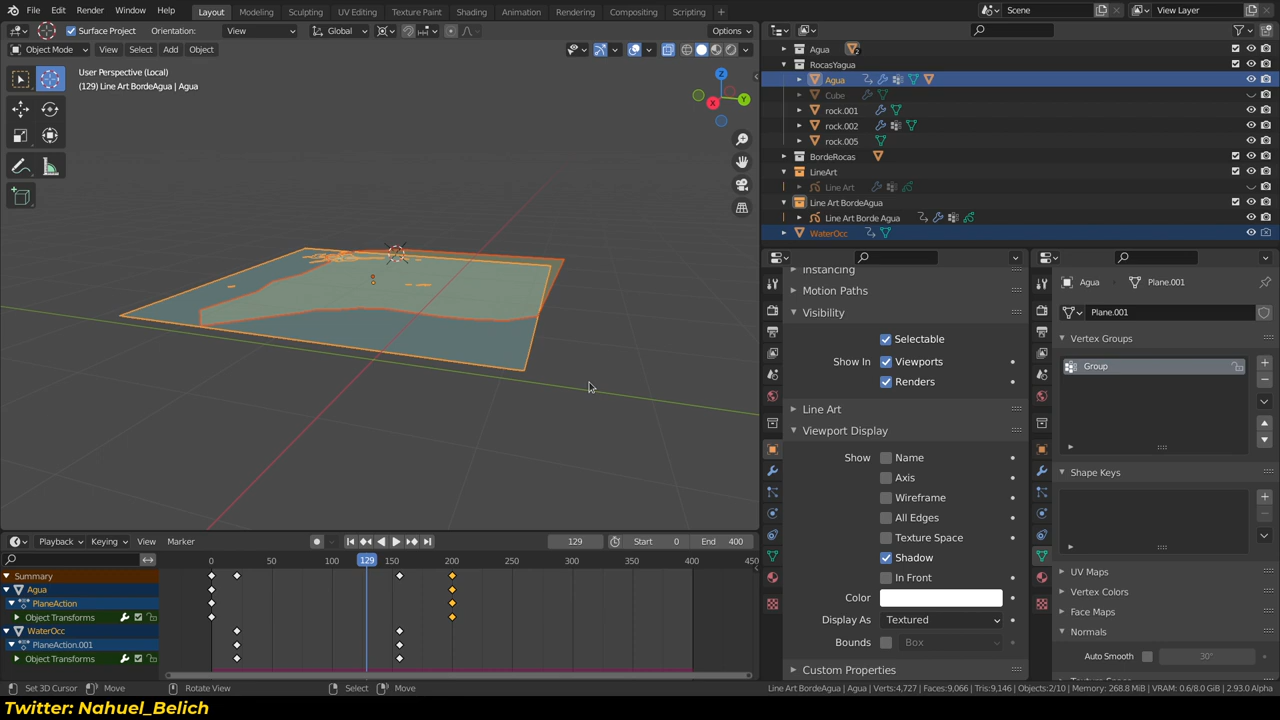 File Edit Render Window Help Layout Modeling Sculpting UV Editing Texture Paint Shading Animation Rendering Compositing Scripting + Scene View Layer
Surface Project Orientation: View Global Options
Object Mode View Select Add Object
User Perspective (Local)
(129) Line Art BordeAgua | Agua
Z
Y
X
Agua
RocasYagua
Agua
Cube
rock.001
rock.002
rock.005
BordeRocas
LineArt
Line Art
Line Art BordeAgua
Line Art Borde Agua
WaterOcc
Instancing
Motion Paths
Visibility
Selectable
Show In Viewports
Renders
Line Art
Viewport Display
Show Name
Axis
Wireframe
All Edges
Texture Space
Shadow
In Front
Color
Display As Textured
Bounds Box
Custom Properties
Agua Plane.001
Plane.001
Vertex Groups
Group
Shape Keys
UV Maps
Vertex Colors
Face Maps
Normals
Auto Smooth 30°
Playback Keying View Marker 129 Start 0 End 400
0 50 100 129 150 200 250 300 350 400 450
Summary
Agua
PlaneAction
Object Transforms
WaterOcc
PlaneAction.001
Object Transforms
Set 3D Cursor Move Rotate View Select Move Line Art BordeAgua | Agua | Verts:4,727 | Faces:9,066 | Tris:9,146 | Objects:2/10 | Memory: 268.8 MiB | VRAM: 0.6/8.0 GiB | 2.93.0 Alpha
Twitter: Nahuel_Belich